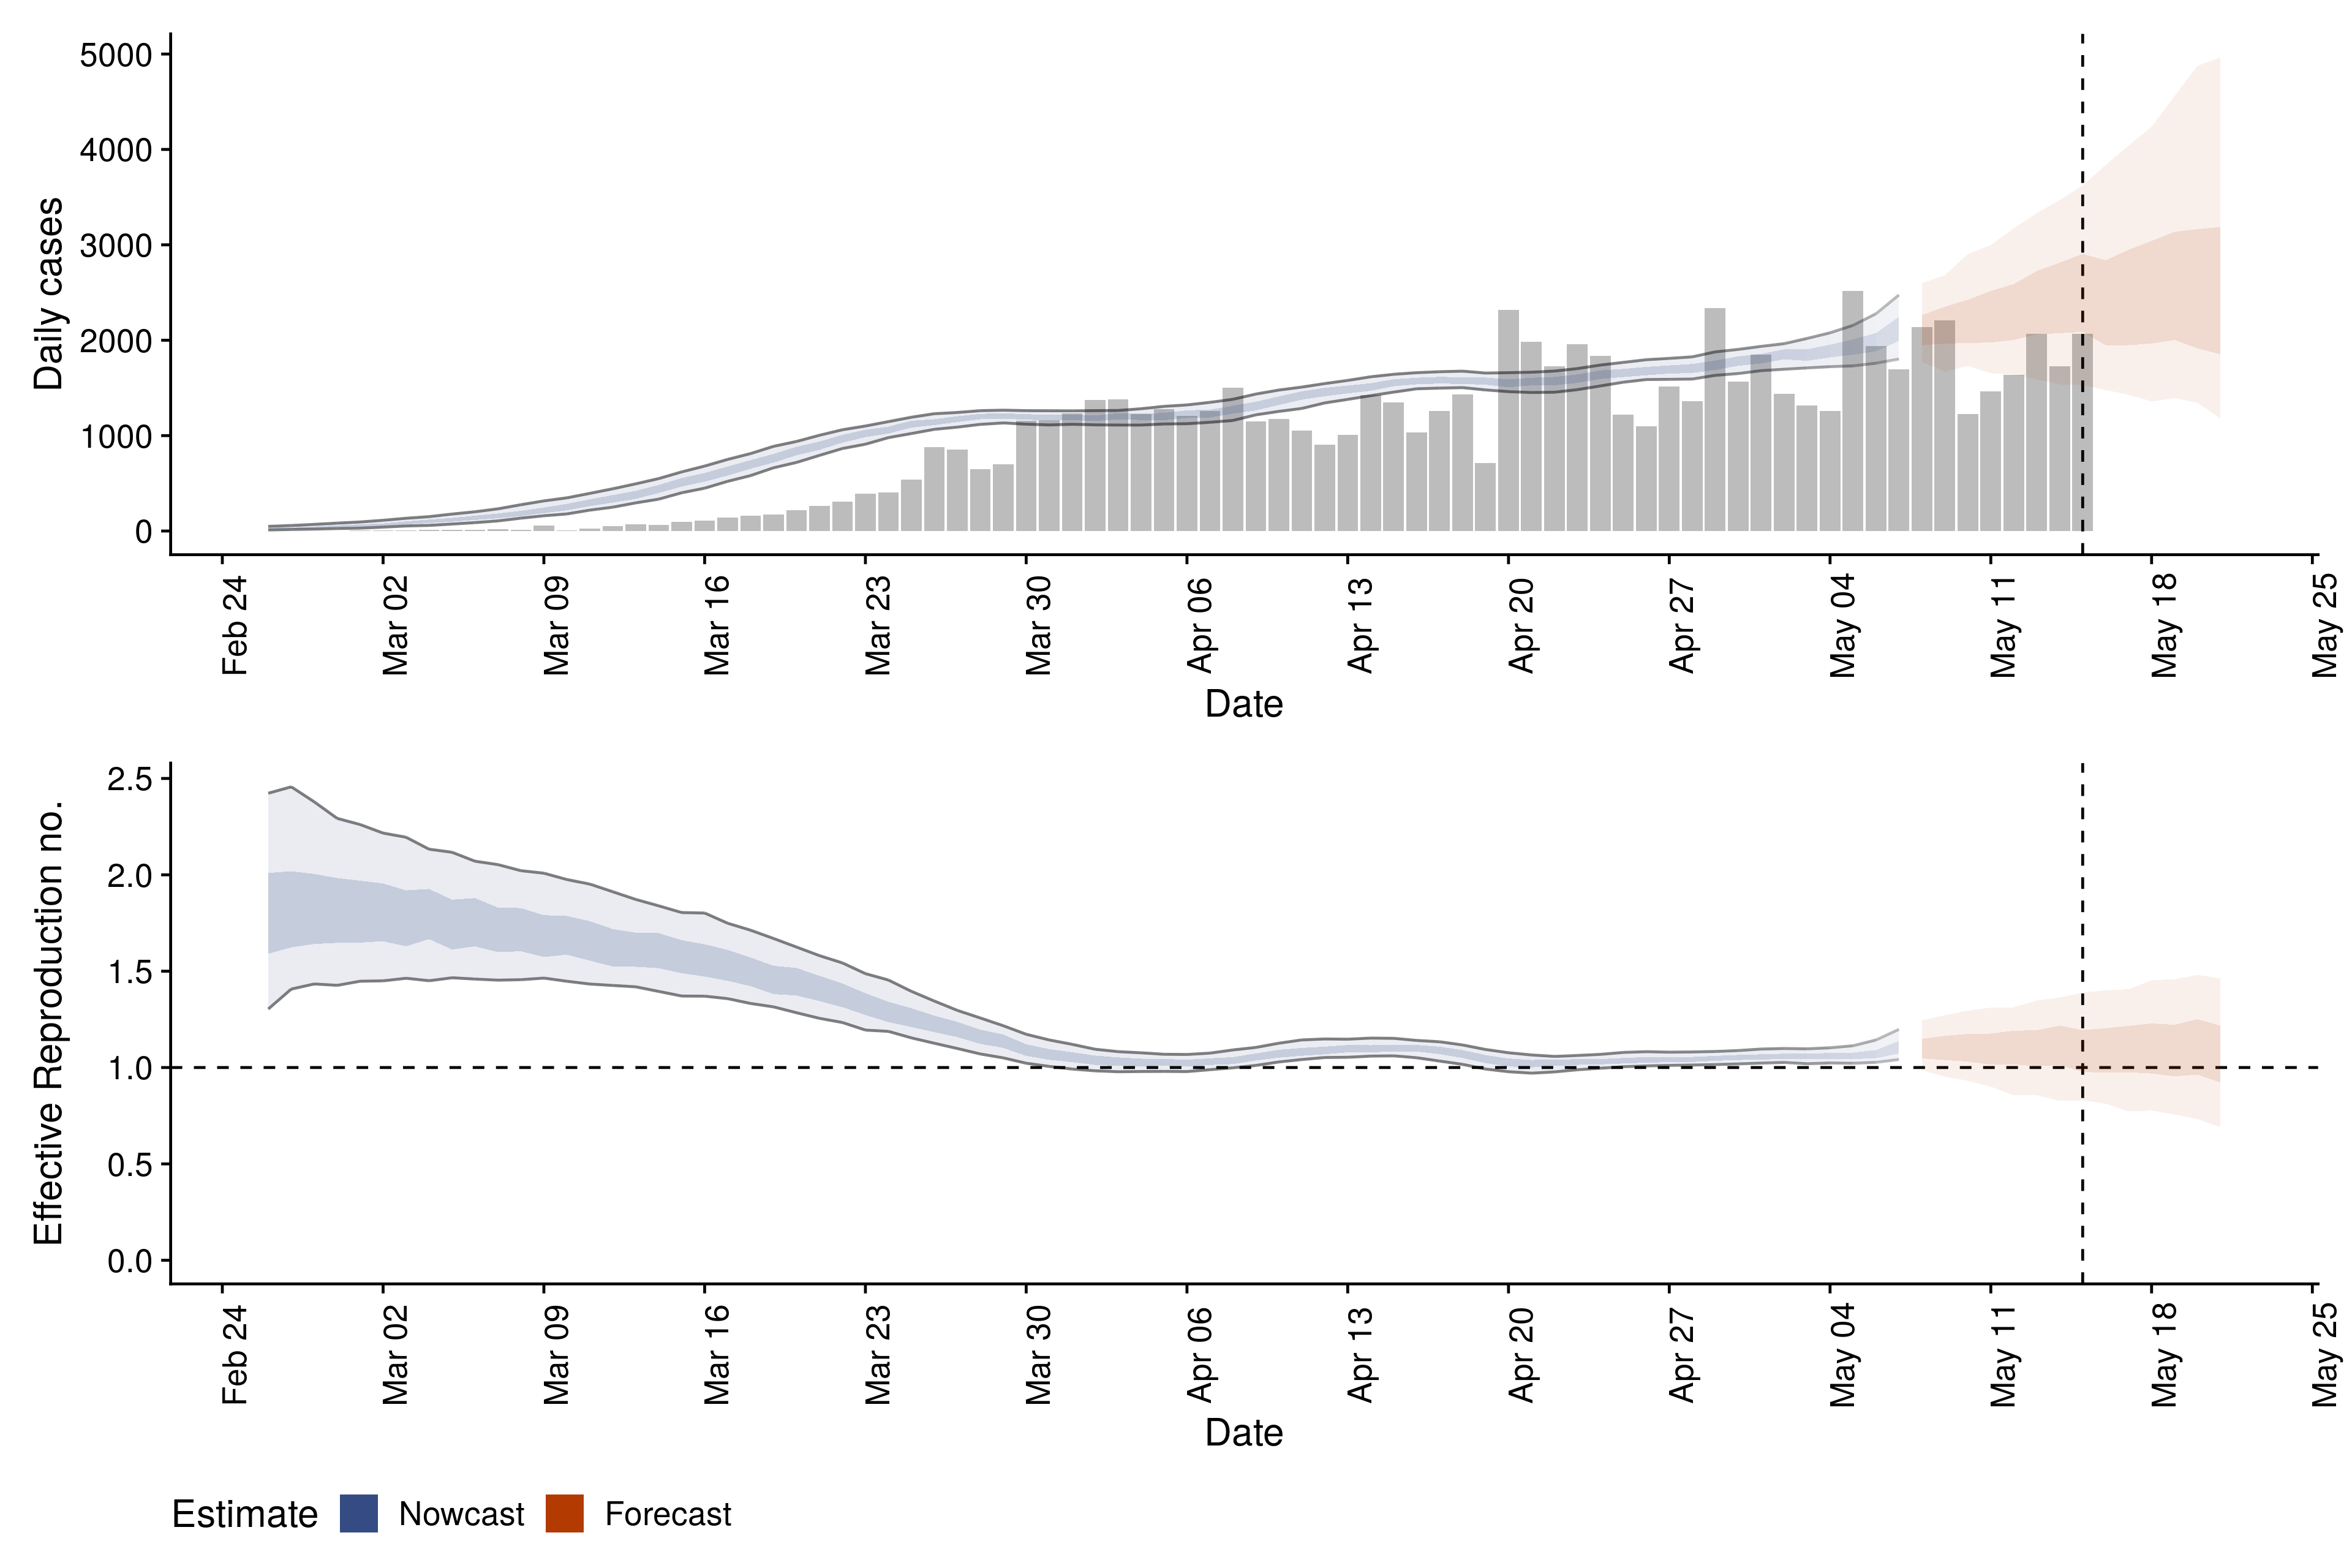 Daily cases
5000
4000
3000
2000
1000
0
Feb 24
Mar 02
Mar 09
Mar 16
Mar 23
Mar 30
Apr 06
Apr 13
Apr 20
Apr 27
May 04
May 11
May 18
May 25
Date
Effective Reproduction no.
2.5
2.0
1.5
1.0
0.5
0.0
Feb 24
Mar 02
Mar 09
Mar 16
Mar 23
Mar 30
Apr 06
Apr 13
Apr 20
Apr 27
May 04
May 11
May 18
May 25
Date
Estimate Nowcast Forecast